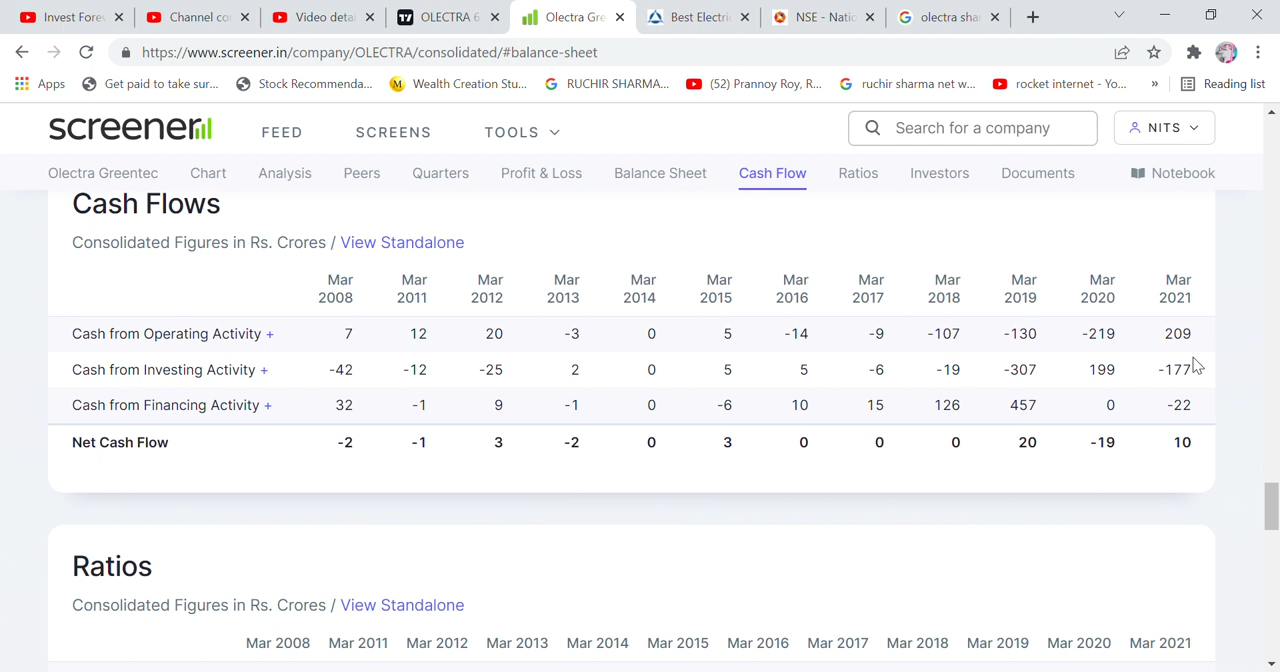 Invest Fore
Channel co
Video detai
OLECTRA 6
Olectra Gre
Best Electri
NSE - Natio
olectra sha
https://www.screener.in/company/OLECTRA/consolidated/#balance-sheet
Apps
Get paid to take sur...
Stock Recommenda...
Wealth Creation Stu...
RUCHIR SHARMA...
(52) Prannoy Roy, R...
ruchir sharma net w...
rocket internet - Yo...
»
Reading list
screener
FEED
SCREENS
TOOLS
Search for a company
NITS
Olectra Greentec
Chart
Analysis
Peers
Quarters
Profit & Loss
Balance Sheet
Cash Flow
Ratios
Investors
Documents
Notebook
Cash Flows
Consolidated Figures in Rs. Crores / View Standalone
Mar 2008 Mar 2011 Mar 2012 Mar 2013 Mar 2014 Mar 2015 Mar 2016 Mar 2017 Mar 2018 Mar 2019 Mar 2020 Mar 2021
Cash from Operating Activity + 7 12 20 -3 0 5 -14 -9 -107 -130 -219 209
Cash from Investing Activity + -42 -12 -25 2 0 5 5 -6 -19 -307 199 -177
Cash from Financing Activity + 32 -1 9 -1 0 -6 10 15 126 457 0 -22
Net Cash Flow -2 -1 3 -2 0 3 0 0 0 20 -19 10
Ratios
Consolidated Figures in Rs. Crores / View Standalone
Mar 2008 Mar 2011 Mar 2012 Mar 2013 Mar 2014 Mar 2015 Mar 2016 Mar 2017 Mar 2018 Mar 2019 Mar 2020 Mar 2021